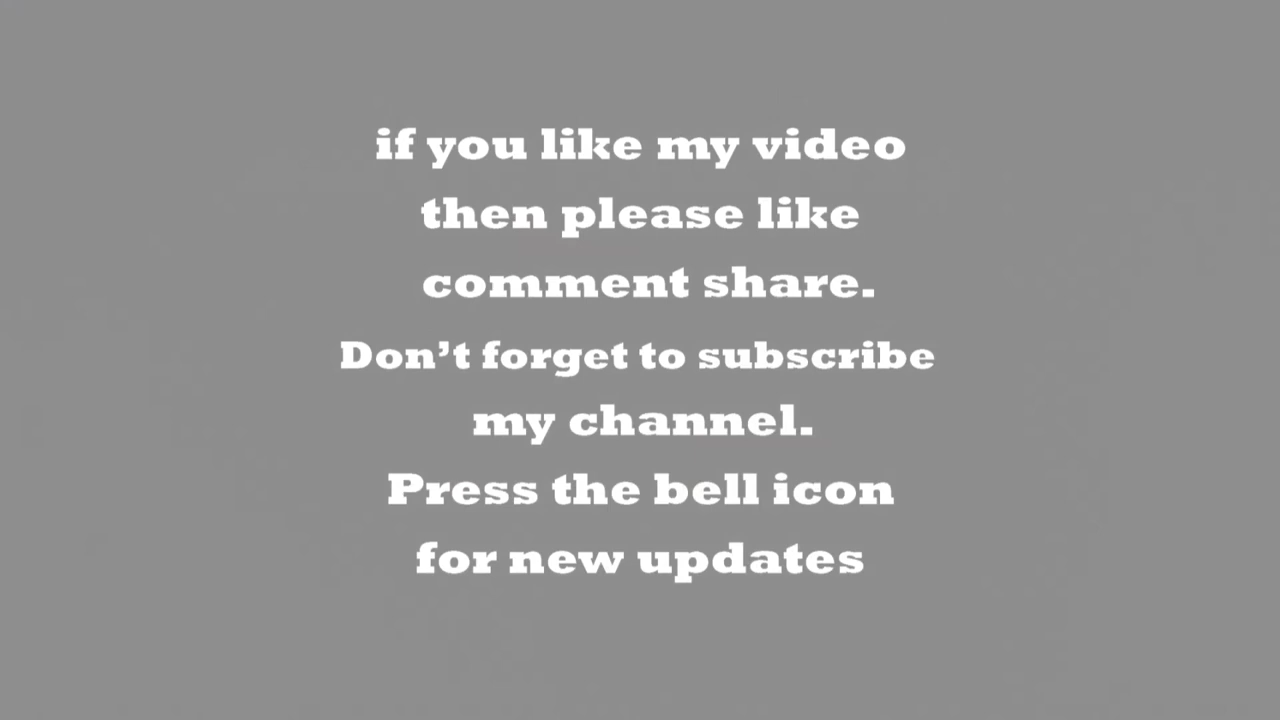 if you like my video
then please like
comment share.
Don’t forget to subscribe
my channel.
Press the bell icon
for new updates